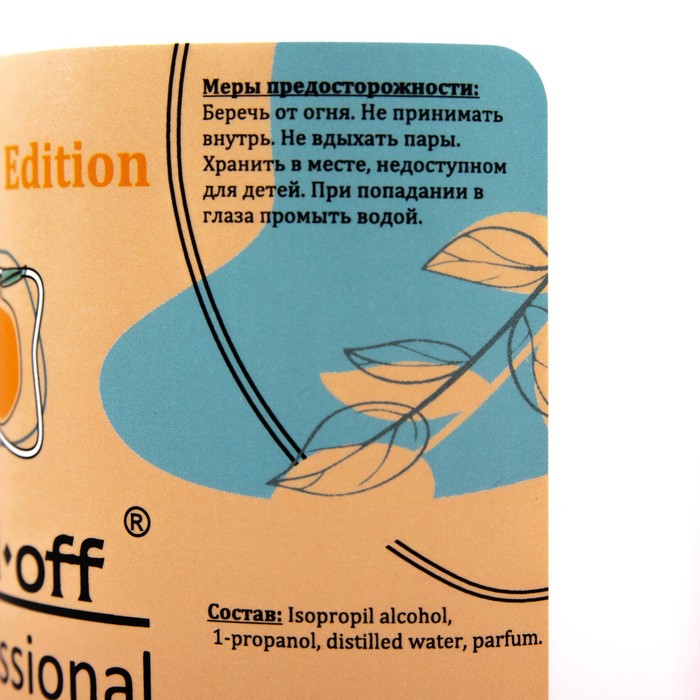 Меры предосторожности:
Беречь от огня. Не принимать
внутрь. Не вдыхать пары.
Хранить в месте, недоступном
для детей. При попадании в
глаза промыть водой.
Edition
®
off
Состав: Isopropil alcohol,
1-propanol, distilled water, parfum.